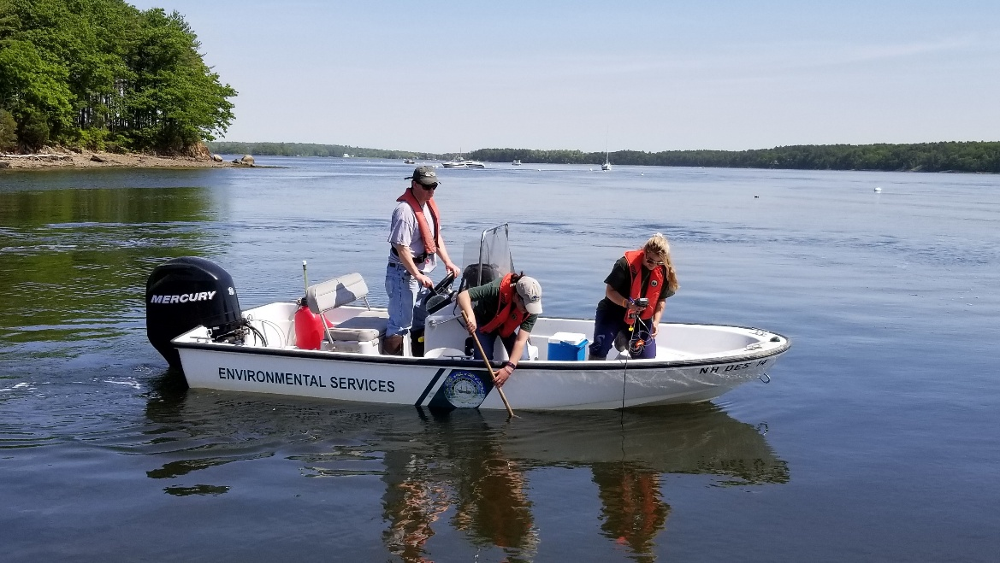 MERCURY
ENVIRONMENTAL SERVICES
NH DES 14